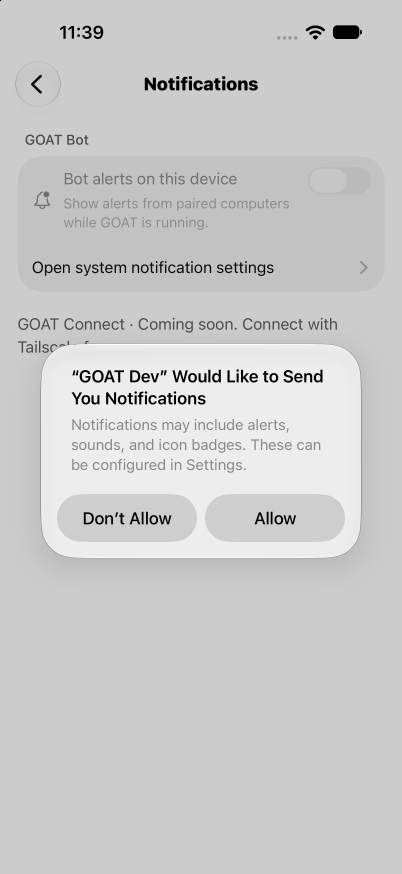 11:39
Notifications
GOAT Bot
Bot alerts on this device
Show alerts from paired computers
while GOAT is running.
Open system notification settings
GOAT Connect · Coming soon. Connect with
“GOAT Dev” Would Like to Send
You Notifications
Notifications may include alerts,
sounds, and icon badges. These can
be configured in Settings.
Don’t Allow
Allow